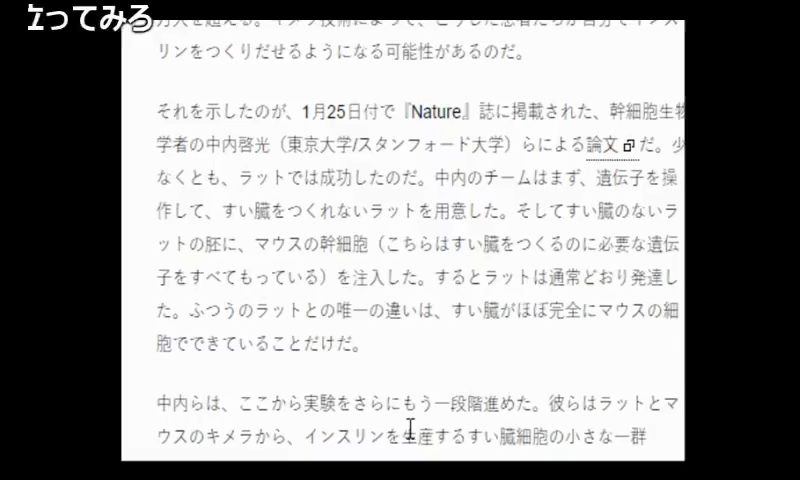 ってみろ
リンをつくりだせるようになる可能性があるのだ。
それを示したのが、1月25日付で『Nature』誌に掲載された、幹細胞生物
学者の中内啓光（東京大学/スタンフォード大学）らによる論文だ。少
なくとも、ラットでは成功したのだ。中内のチームはまず、遺伝子を操
作して、すい臓をつくれないラットを用意した。そしてすい臓のないラ
ットの胚に、マウスの幹細胞（こちらはすい臓をつくるのに必要な遺伝
子をすべてもっている）を注入した。するとラットは通常どおり発達し
た。ふつうのラットとの唯一の違いは、すい臓がほぼ完全にマウスの細
胞でできていることだけだ。
中内らは、ここから実験をさらにもう一段階進めた。彼らはラットとマ
ウスのキメラから、インスリンを生産するすい臓細胞の小さな一群